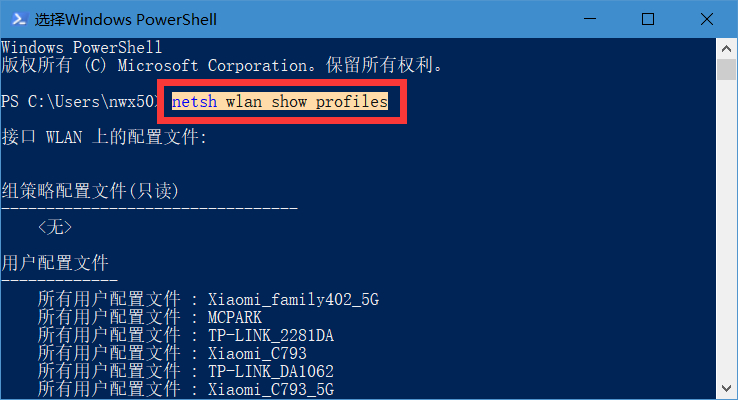 选择Windows PowerShell
Windows PowerShell
版权所有 (C) Microsoft Corporation。保留所有权利。
PS C:\Users\nwx50> netsh wlan show profiles
接口 WLAN 上的配置文件:
组策略配置文件(只读)
---------------------------------
<无>
用户配置文件
-------------
所有用户配置文件 : Xiaomi_family402_5G
所有用户配置文件 : MCPARK
所有用户配置文件 : TP-LINK_2281DA
所有用户配置文件 : Xiaomi_C793
所有用户配置文件 : TP-LINK_DA1062
所有用户配置文件 : Xiaomi_C793_5G